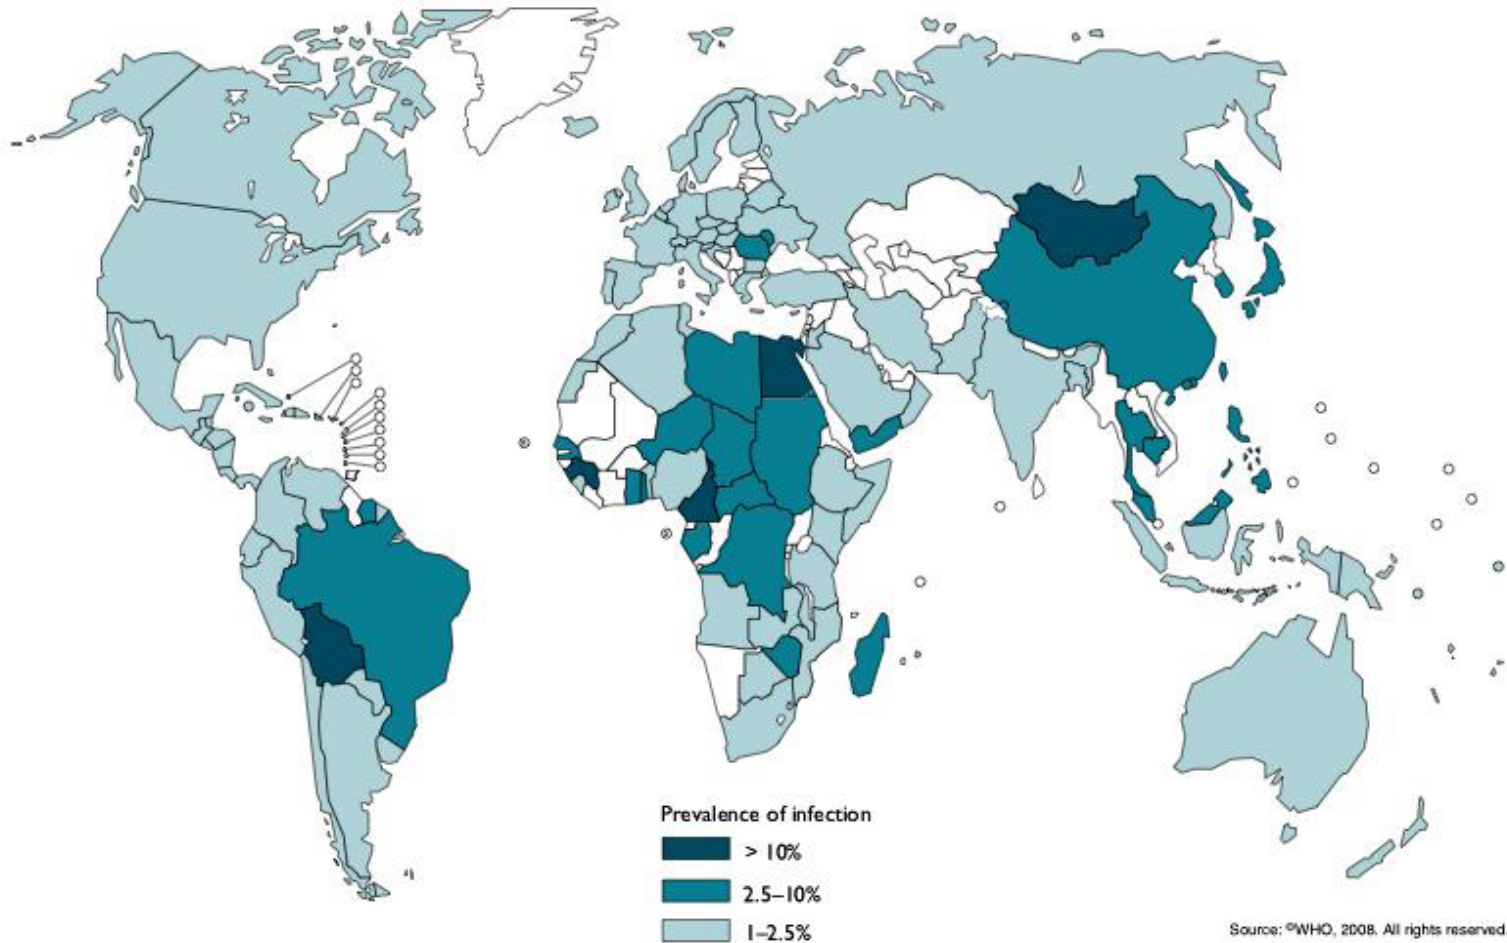 Prevalence of infection
> 10%
2.5–10%
1–2.5%
Source: ©WHO, 2008. All rights reserved.